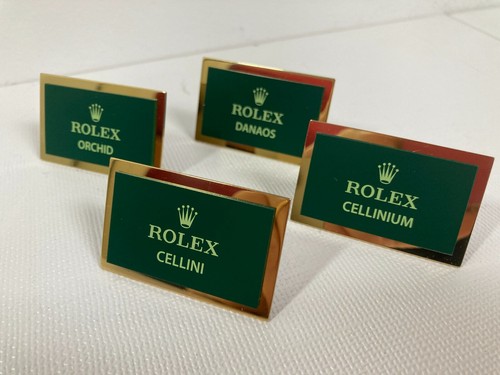 ROLEX
ORCHID
ROLEX
DANAOS
ROLEX
CELLINIUM
ROLEX
CELLINI